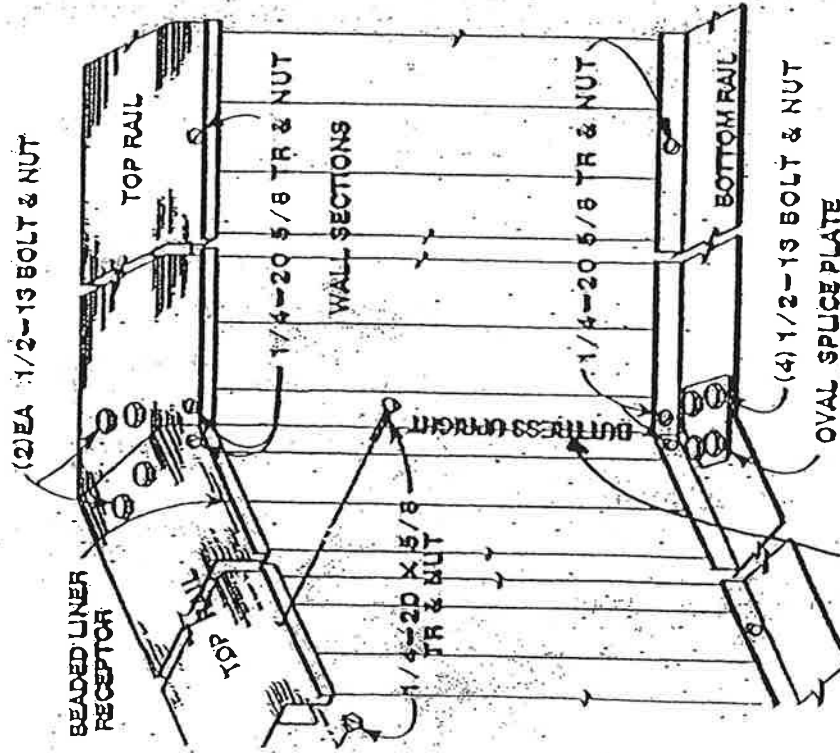 (2)EA 1/2-13 BOLT & NUT
TOP RAIL
BEADED LINER
RECEPTOR
TOP RAIL
1/4-20 5/8 TR & NUT
WALL SECTIONS
1/4-20 X 5/8
TR & NUT
BUTTRESS UPRIGHT
1/4-20 5/8 TR & NUT
BOTTOM RAIL
(4) 1/2-13 BOLT & NUT
OVAL SPLICE PLATE